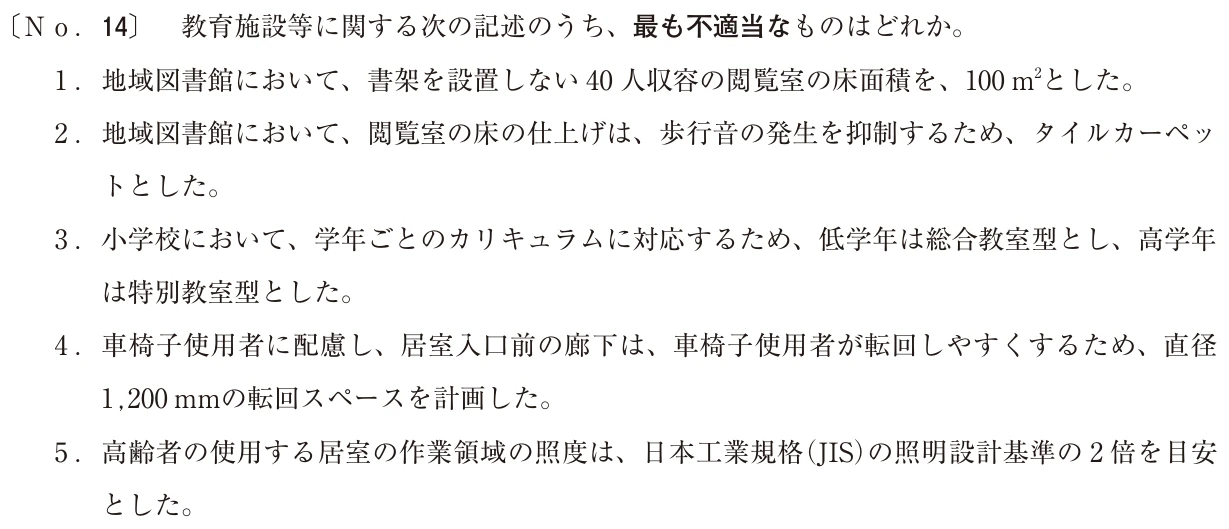 〔Ｎｏ．14〕　教育施設等に関する次の記述のうち、最も不適当なものはどれか。
１．地域図書館において、書架を設置しない 40 人収容の閲覧室の床面積を、100 m²とした。
２．地域図書館において、閲覧室の床の仕上げは、歩行音の発生を抑制するため、タイルカーペッ
トとした。
３．小学校において、学年ごとのカリキュラムに対応するため、低学年は総合教室型とし、高学年
は特別教室型とした。
４．車椅子使用者に配慮し、居室入口前の廊下は、車椅子使用者が転回しやすくするため、直径
1,200 mmの転回スペースを計画した。
５．高齢者の使用する居室の作業領域の照度は、日本工業規格(JIS)の照明設計基準の２倍を目安
とした。